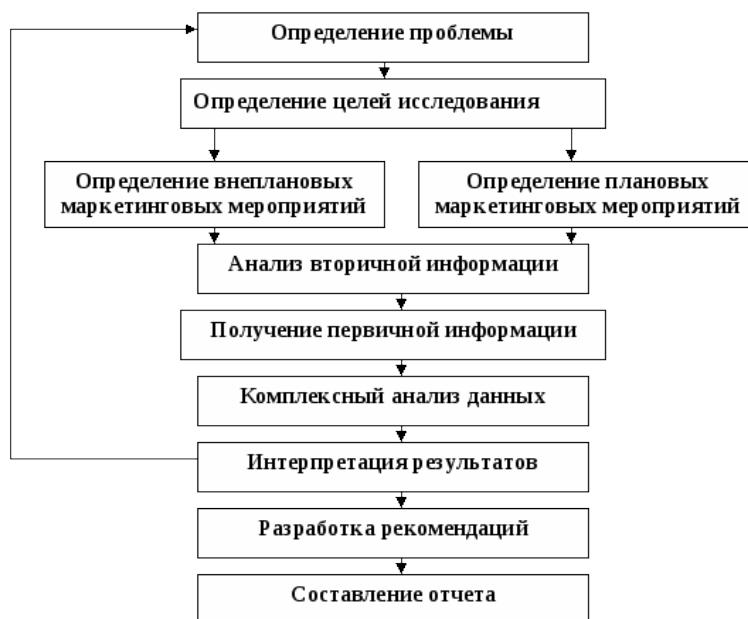 Определение проблемы
Определение целей исследования
Определение внеплановых
маркетинговых мероприятий
Определение плановых
маркетинговых мероприятий
Анализ вторичной информации
Получение первичной информации
Комплексный анализ данных
Интерпретация результатов
Разработка рекомендаций
Составление отчета